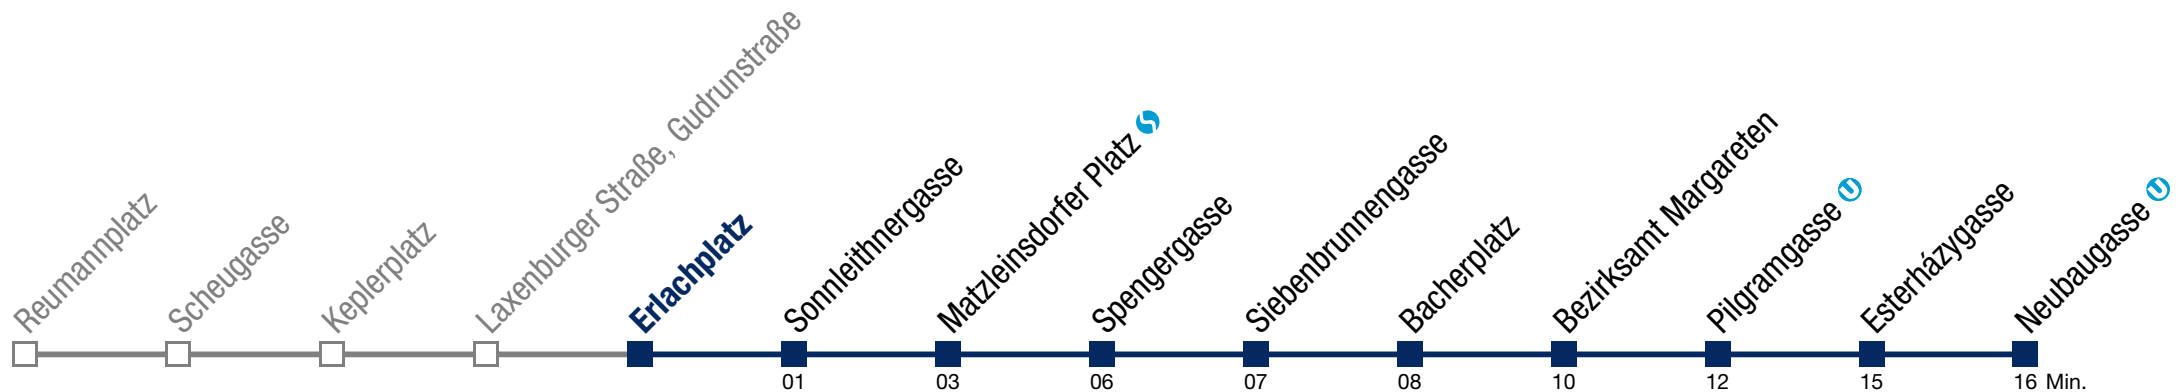 Reumannplatz
Scheugasse
Keplerplatz
Laxenburger Straße, Gudrunstraße
Erlachplatz
Sonnleithnergasse
Matzleinsdorfer Platz S
Spengergasse
Siebenbrunnengasse
Bacherplatz
Bezirksamt Margareten
Pilgramgasse U
Esterházygasse
Neubaugasse U
01 03 06 07 08 10 12 15 16 Min.